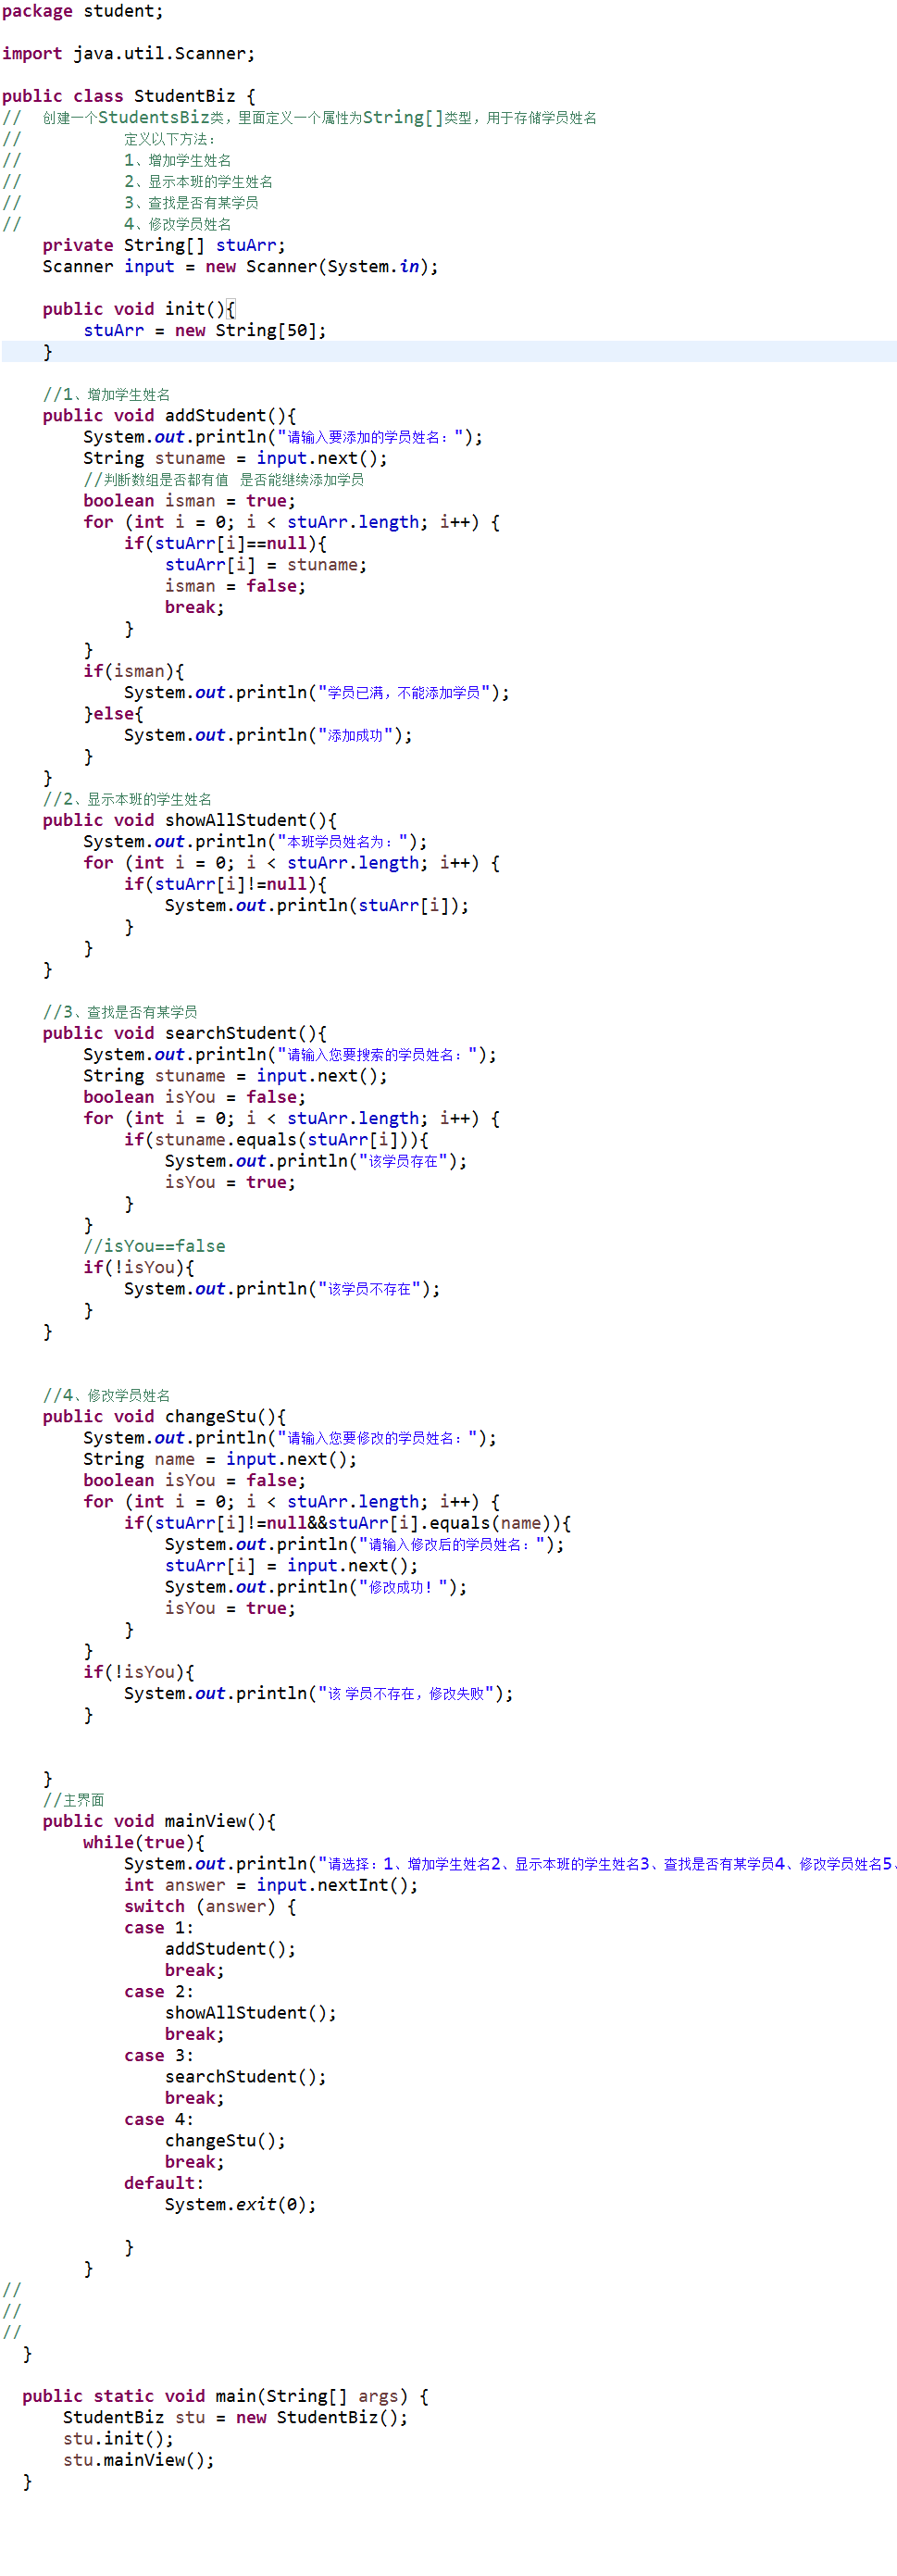 package student;
import java.util.Scanner;
public class StudentBiz {
//  创建一个StudentsBiz类，里面定义一个属性为String[]类型，用于存储学员姓名
//          定义以下方法：
//          1、增加学生姓名
//          2、显示本班的学生姓名
//          3、查找是否有某学员
//          4、修改学员姓名
    private String[] stuArr;
    Scanner input = new Scanner(System.in);
    public void init(){
        stuArr = new String[50];
    }
    //1、增加学生姓名
    public void addStudent(){
        System.out.println("请输入要添加的学员姓名：");
        String stuname = input.next();
        //判断数组是否都有值  是否能继续添加学员
        boolean isman = true;
        for (int i = 0; i < stuArr.length; i++) {
            if(stuArr[i]==null){
                stuArr[i] = stuname;
                isman = false;
                break;
            }
        }
        if(isman){
            System.out.println("学员已满，不能添加学员");
        }else{
            System.out.println("添加成功");
        }
    }
    //2、显示本班的学生姓名
    public void showAllStudent(){
        System.out.println("本班学员姓名为：");
        for (int i = 0; i < stuArr.length; i++) {
            if(stuArr[i]!=null){
                System.out.println(stuArr[i]);
            }
        }
    }
    //3、查找是否有某学员
    public void searchStudent(){
        System.out.println("请输入您要搜索的学员姓名：");
        String stuname = input.next();
        boolean isYou = false;
        for (int i = 0; i < stuArr.length; i++) {
            if(stuname.equals(stuArr[i])){
                System.out.println("该学员存在");
                isYou = true;
            }
        }
        //isYou==false
        if(!isYou){
            System.out.println("该学员不存在");
        }
    }
    //4、修改学员姓名
    public void changeStu(){
        System.out.println("请输入您要修改的学员姓名：");
        String name = input.next();
        boolean isYou = false;
        for (int i = 0; i < stuArr.length; i++) {
            if(stuArr[i]!=null&&stuArr[i].equals(name)){
                System.out.println("请输入修改后的学员姓名：");
                stuArr[i] = input.next();
                System.out.println("修改成功！");
                isYou = true;
            }
        }
        if(!isYou){
            System.out.println("该 学员不存在，修改失败");
        }
    }
    //主界面
    public void mainView(){
        while(true){
            System.out.println("请选择：1、增加学生姓名2、显示本班的学生姓名3、查找是否有某学员4、修改学员姓名5、
            int answer = input.nextInt();
            switch (answer) {
            case 1:
                addStudent();
                break;
            case 2:
                showAllStudent();
                break;
            case 3:
                searchStudent();
                break;
            case 4:
                changeStu();
                break;
            default:
                System.exit(0);
            }
        }
//
//
//
  }
  public static void main(String[] args) {
      StudentBiz stu = new StudentBiz();
      stu.init();
      stu.mainView();
  }